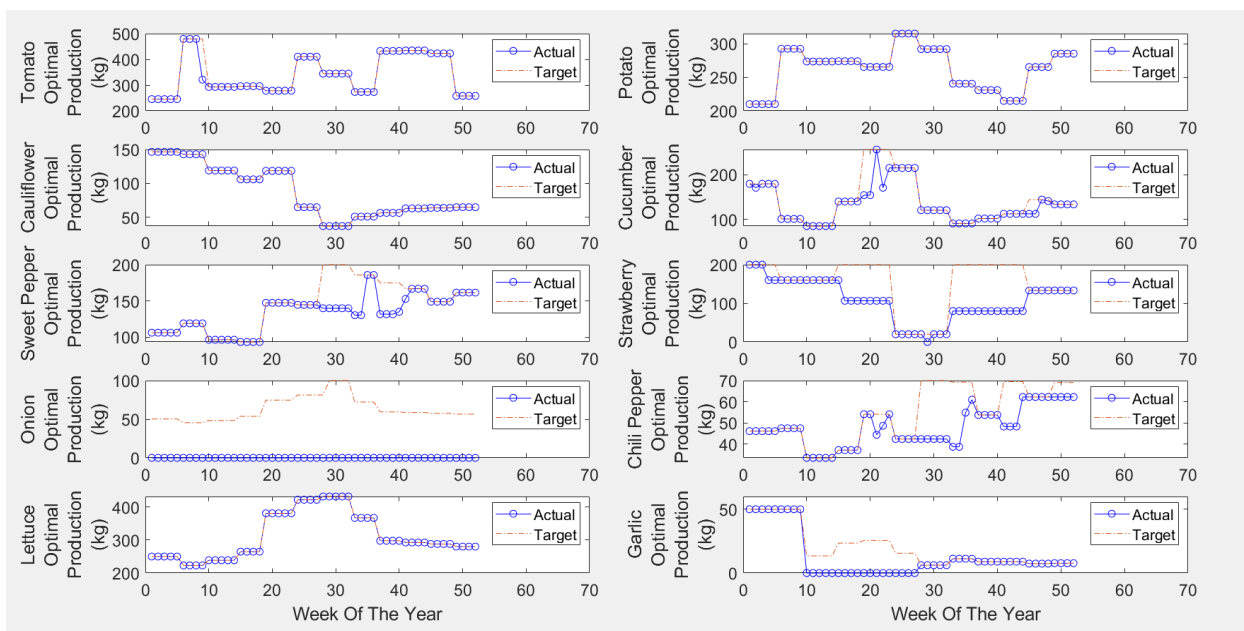 Tomato
Optimal
Production
(kg)
500
400
300
200
0 10 20 30 40 50 60 70
Actual
Target
Potato
Optimal
Production
(kg)
300
250
200
0 10 20 30 40 50 60 70
Actual
Target
Cauliflower
Optimal
Production
(kg)
150
100
50
0 10 20 30 40 50 60 70
Actual
Target
Cucumber
Optimal
Production
(kg)
200
100
0 10 20 30 40 50 60 70
Actual
Target
Sweet Pepper
Optimal
Production
(kg)
200
150
100
0 10 20 30 40 50 60 70
Actual
Target
Strawberry
Optimal
Production
(kg)
200
100
0
0 10 20 30 40 50 60 70
Actual
Target
Onion
Optimal
Production
(kg)
100
50
0
0 10 20 30 40 50 60 70
Actual
Target
Chili Pepper
Optimal
Production
(kg)
70
60
50
40
0 10 20 30 40 50 60 70
Actual
Target
Lettuce
Optimal
Production
(kg)
400
300
200
0 10 20 30 40 50 60 70
Week Of The Year
Actual
Target
Garlic
Optimal
Production
(kg)
50
0
0 10 20 30 40 50 60 70
Week Of The Year
Actual
Target